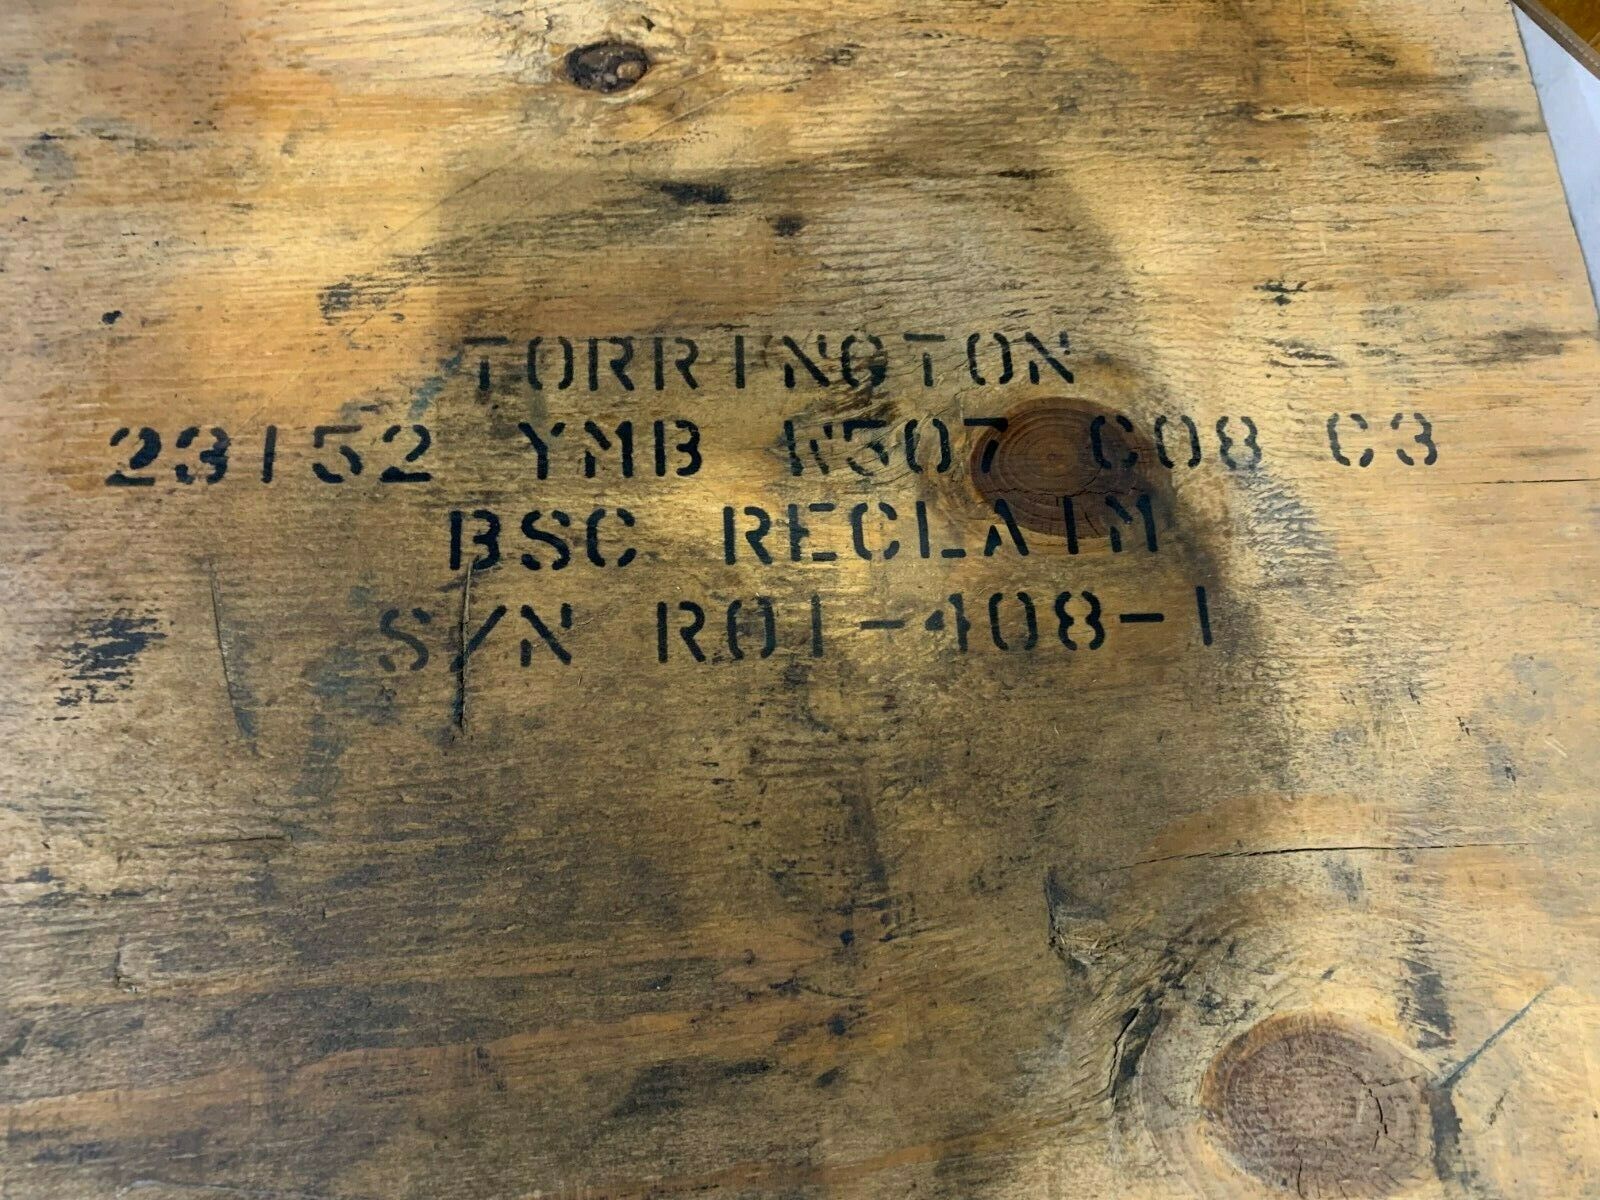 TORRINGTON
23152 YMB W507 C08 C3
BSC RECLAIM
S/N R01-408-1